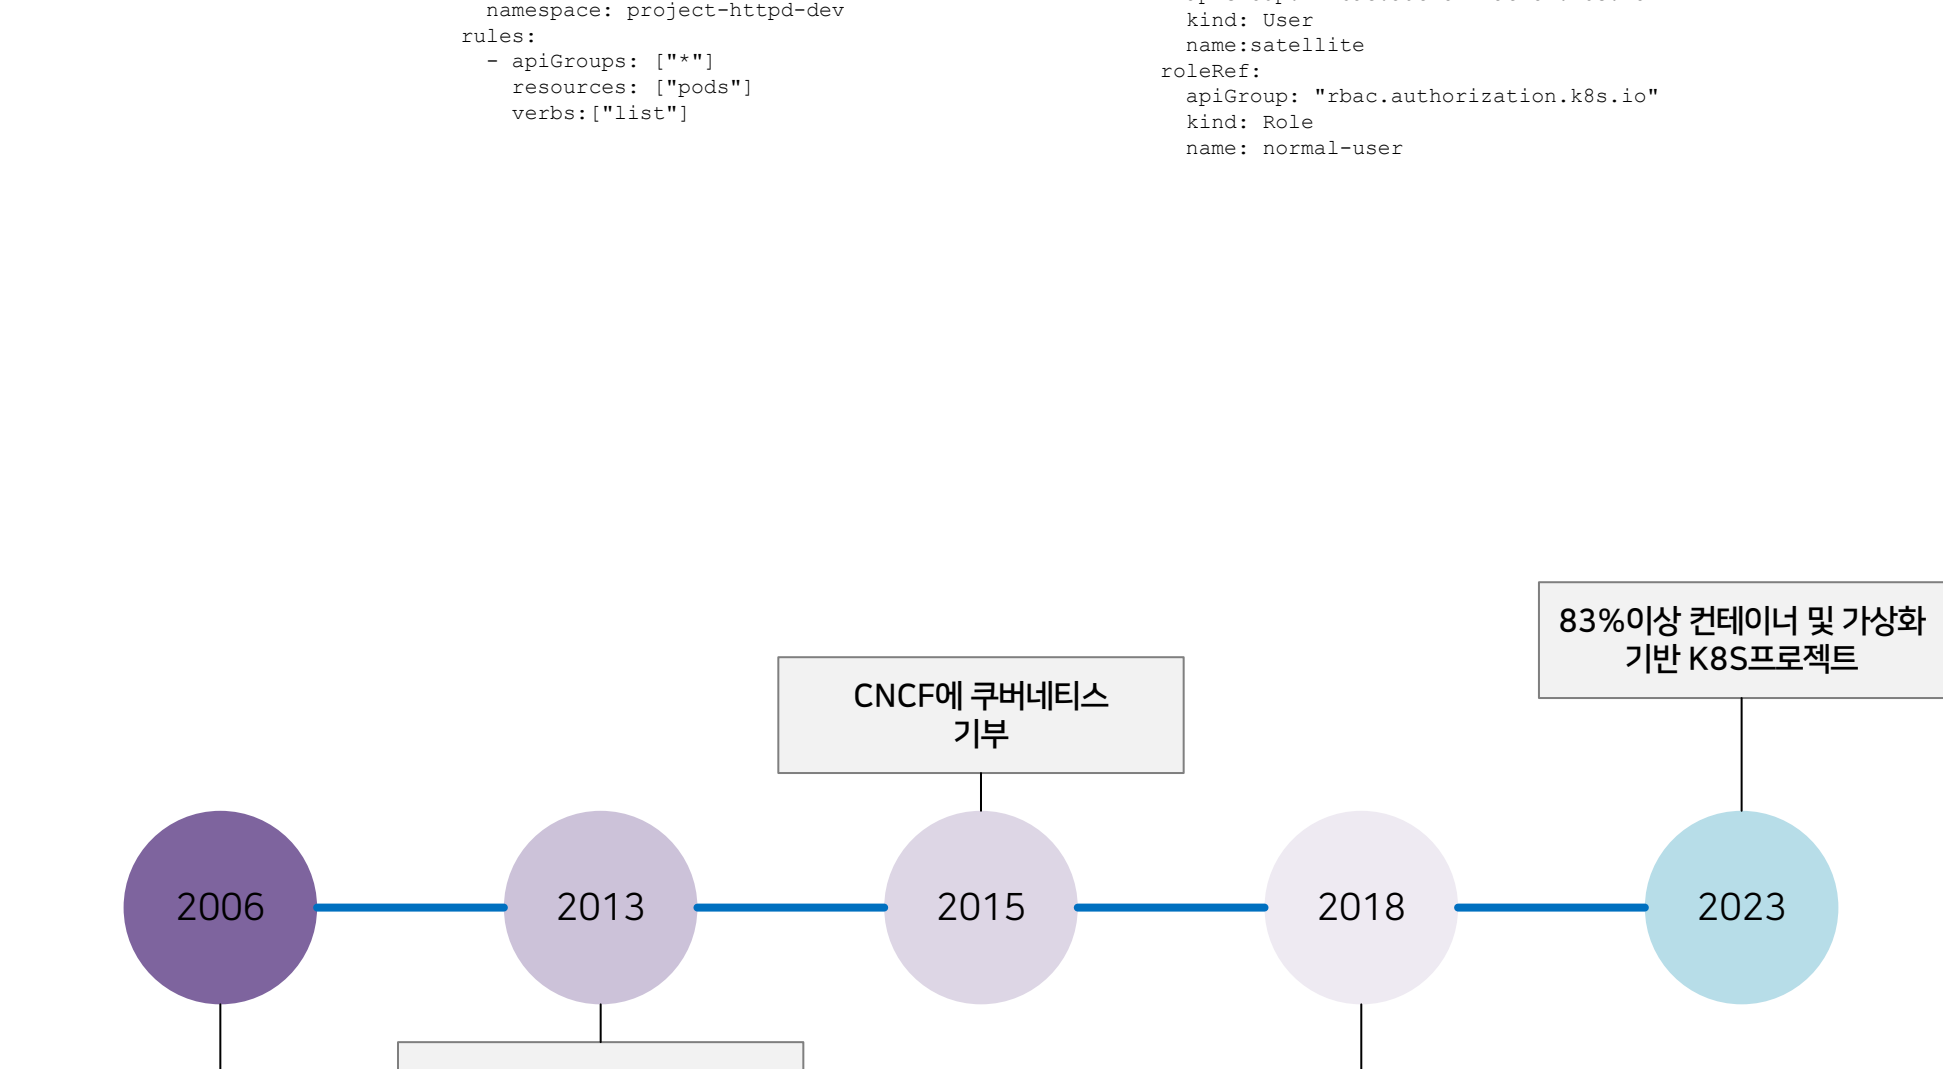 namespace: project-httpd-dev
rules:
- apiGroups: ["*"]
resources: ["pods"]
verbs:["list"]
kind: User
name:satellite
roleRef:
apiGroup: "rbac.authorization.k8s.io"
kind: Role
name: normal-user
83%이상 컨테이너 및 가상화
기반 K8S프로젝트
CNCF에 쿠버네티스
기부
2006
2013
2015
2018
2023